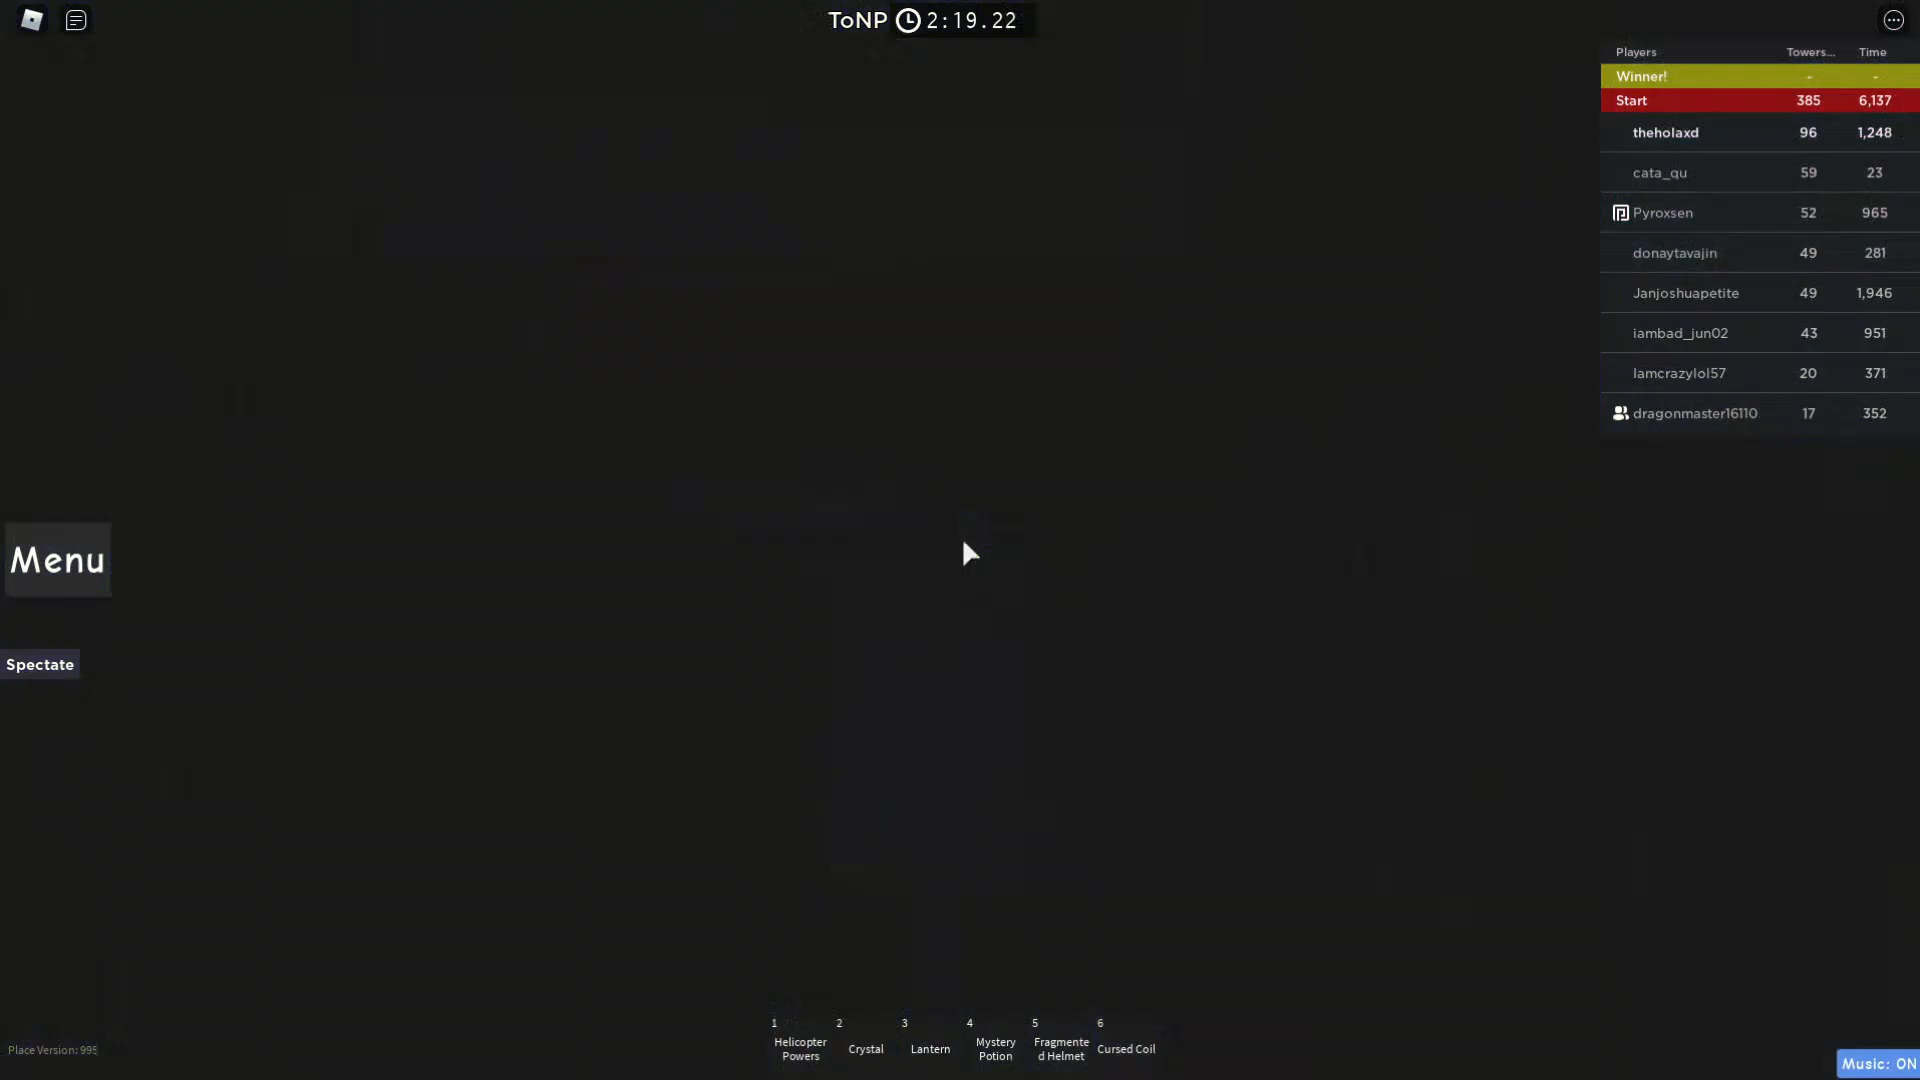 ToNP 2:19.22
Players Towers... Time
Winner! - -
Start 385 6,137
theholaxd 96 1,248
cata_qu 59 23
Pyroxsen 52 965
donaytavajin 49 281
Janjoshuapetite 49 1,946
iambad_jun02 43 951
Iamcrazylol57 20 371
dragonmaster16110 17 352
Menu
Spectate
1 2 3 4 5 6
Helicopter Powers
Crystal
Lantern
Mystery Potion
Fragmente
d Helmet
Cursed Coil
Place Version: 995
Music: ON